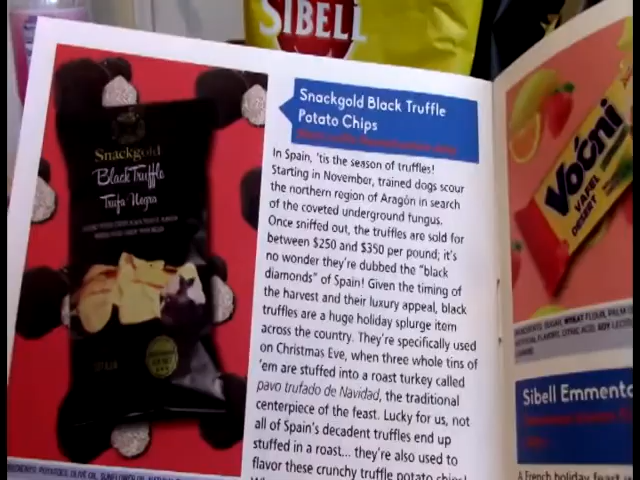 SIBELL
Snackgold
Black Truffle
Trufa Negra
Snackgold Black Truffle
Potato Chips
In Spain, 'tis the season of truffles!
Starting in November, trained dogs scour
the northern region of Aragón in search
of the coveted underground fungus.
Once sniffed out, the truffles are sold for
between $250 and $350 per pound; it's
no wonder they're dubbed the "black
diamonds" of Spain! Given the timing of
the harvest and their luxury appeal, black
truffles are a huge holiday splurge item
across the country. They're specifically used
on Christmas Eve, when three whole tins of
'em are stuffed into a roast turkey called
pavo trufado de Navidad, the traditional
centerpiece of the feast. Lucky for us, not
all of Spain's decadent truffles end up
stuffed in a roast... they're also used to
flavor these crunchy truffle potato chips!
Vočni
VAFEL
DESERT
Sibell Emmento
A French holiday feast